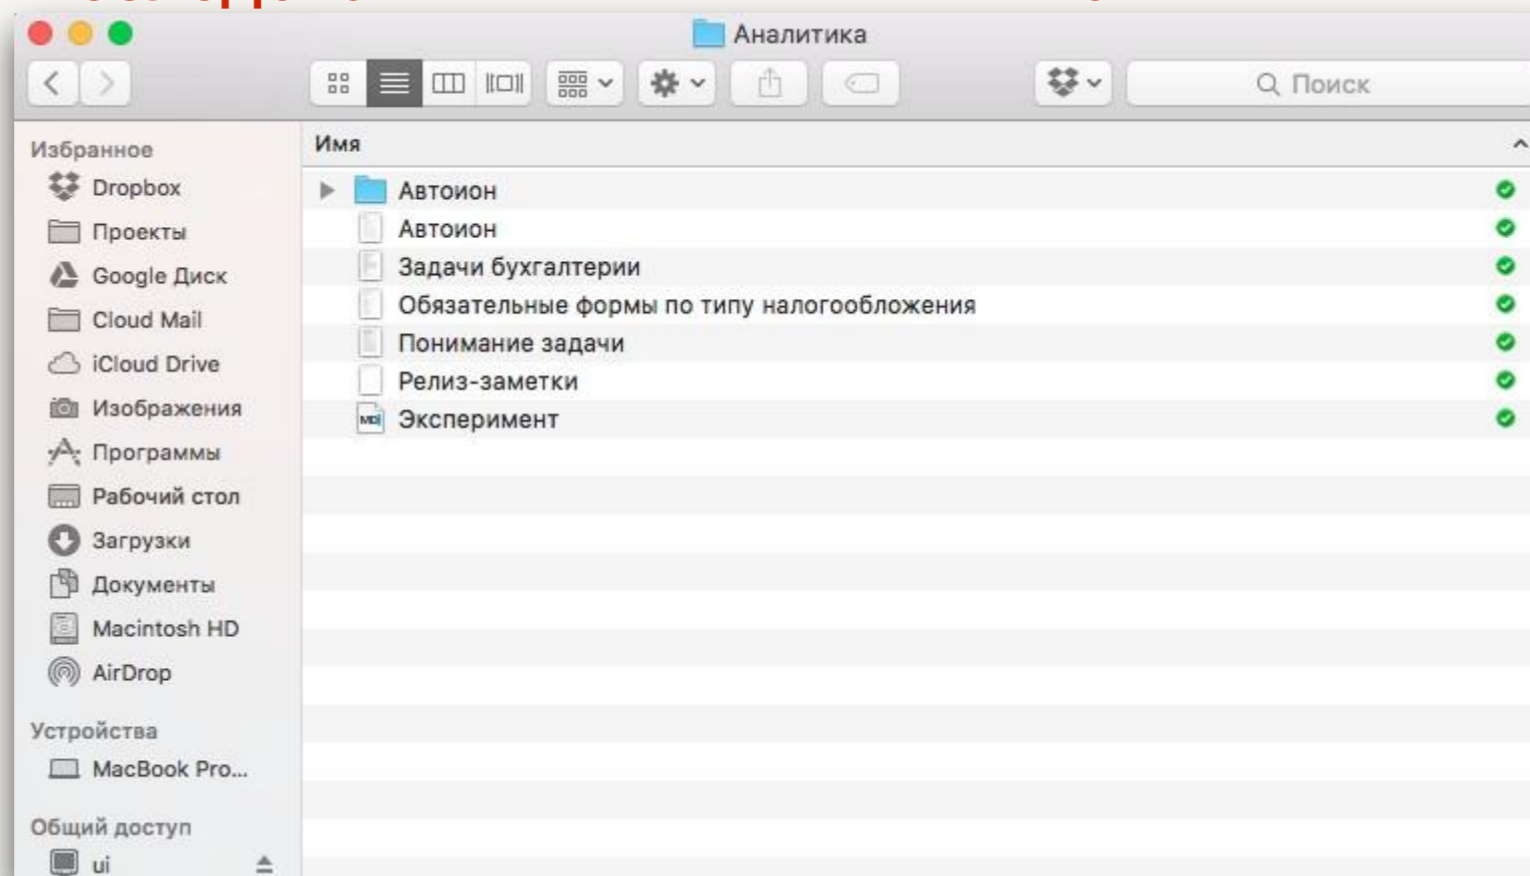 Аналитика
Поиск
Избранное
Dropbox
Проекты
Google Диск
Cloud Mail
iCloud Drive
Изображения
Программы
Рабочий стол
Загрузки
Документы
Macintosh HD
AirDrop
Устройства
MacBook Pro...
Общий доступ
ui
Имя
Автоион
Автоион
Задачи бухгалтерии
Обязательные формы по типу налогообложения
Понимание задачи
Релиз-заметки
Эксперимент